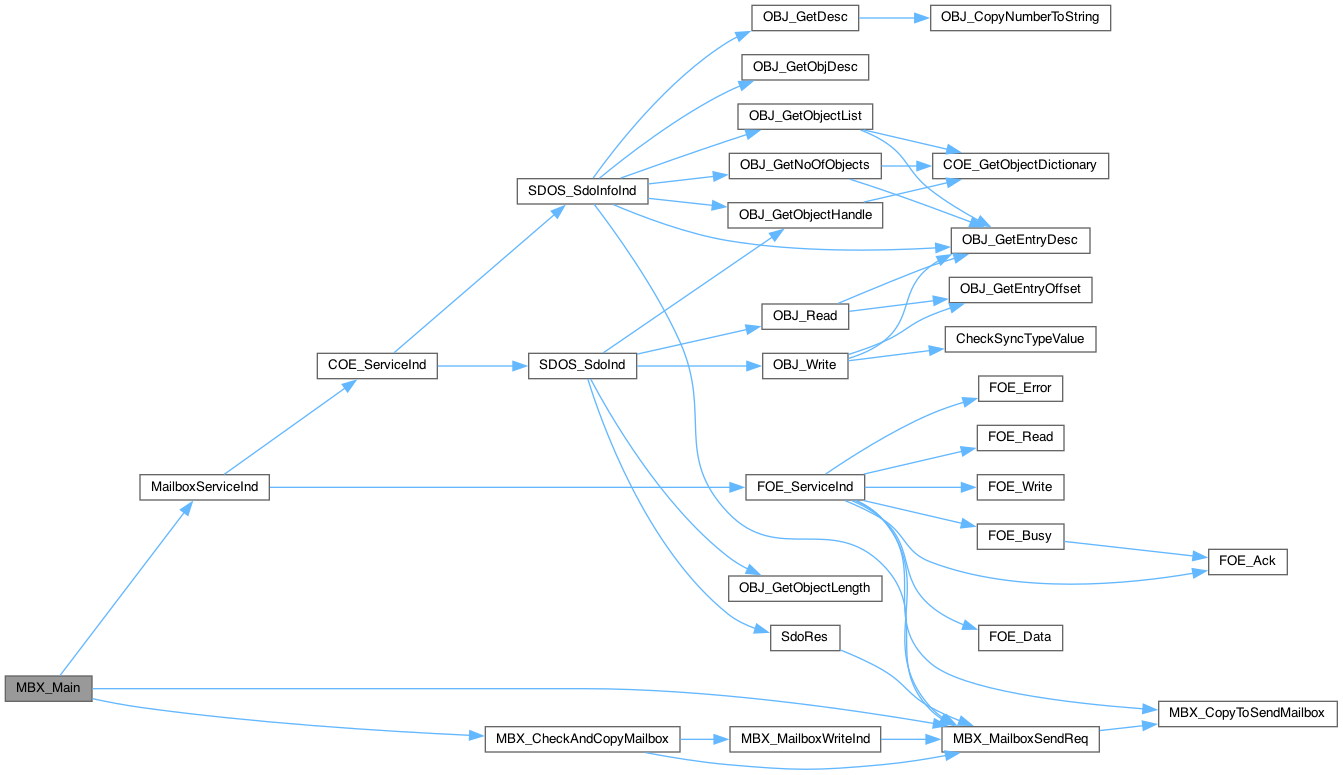 OBJ_GetDesc
OBJ_CopyNumberToString
OBJ_GetObjDesc
OBJ_GetObjectList
OBJ_GetNoOfObjects
COE_GetObjectDictionary
SDOS_SdoInfoInd
OBJ_GetObjectHandle
OBJ_GetEntryDesc
OBJ_GetEntryOffset
OBJ_Read
CheckSyncTypeValue
COE_ServiceInd
SDOS_SdoInd
OBJ_Write
FOE_Error
FOE_Read
MailboxServiceInd
FOE_ServiceInd
FOE_Write
FOE_Busy
FOE_Ack
OBJ_GetObjectLength
SdoRes
FOE_Data
MBX_Main
MBX_CopyToSendMailbox
MBX_CheckAndCopyMailbox
MBX_MailboxWriteInd
MBX_MailboxSendReq